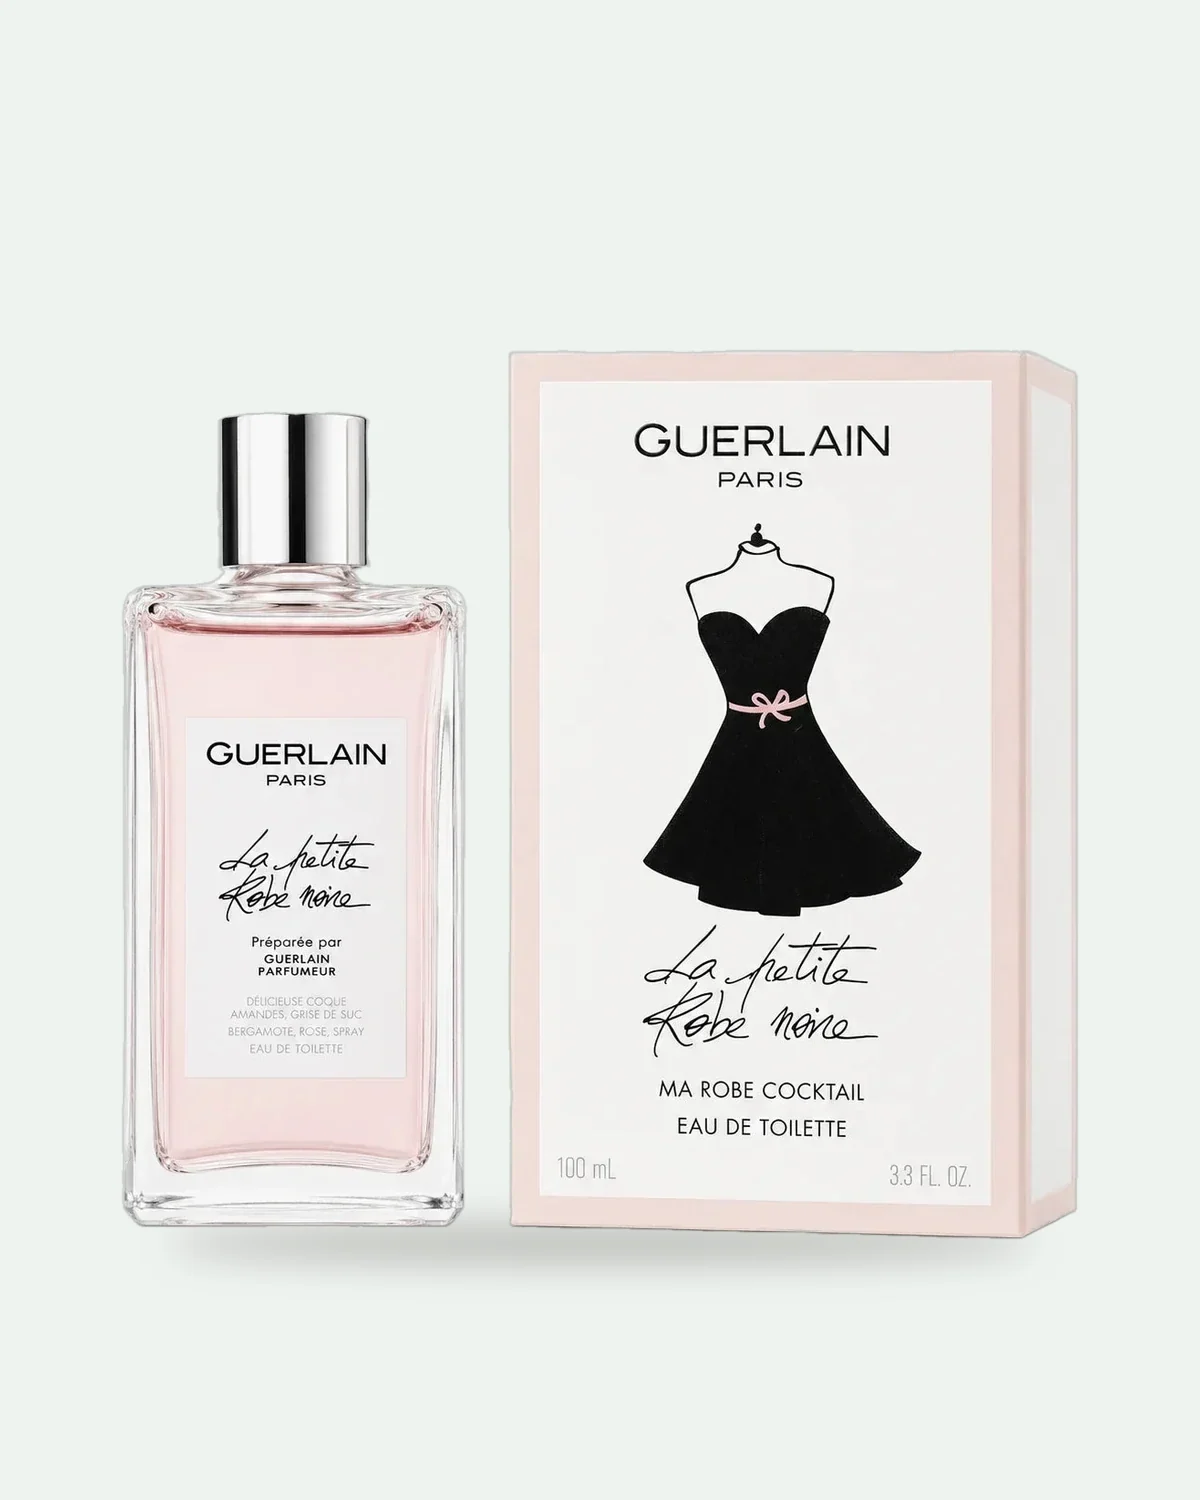 GUERLAIN
PARIS
La petite
Robe noire
Préparée par
GUERLAIN
PARFUMEUR
DÉLICIEUSE COQUE
AMANDES, GRISE DE SUC
BERGAMOTE, ROSE, SPRAY
EAU DE TOILETTE
GUERLAIN
PARIS
La petite
Robe noire
MA ROBE COCKTAIL
EAU DE TOILETTE
100 mL
3.3 FL. OZ.